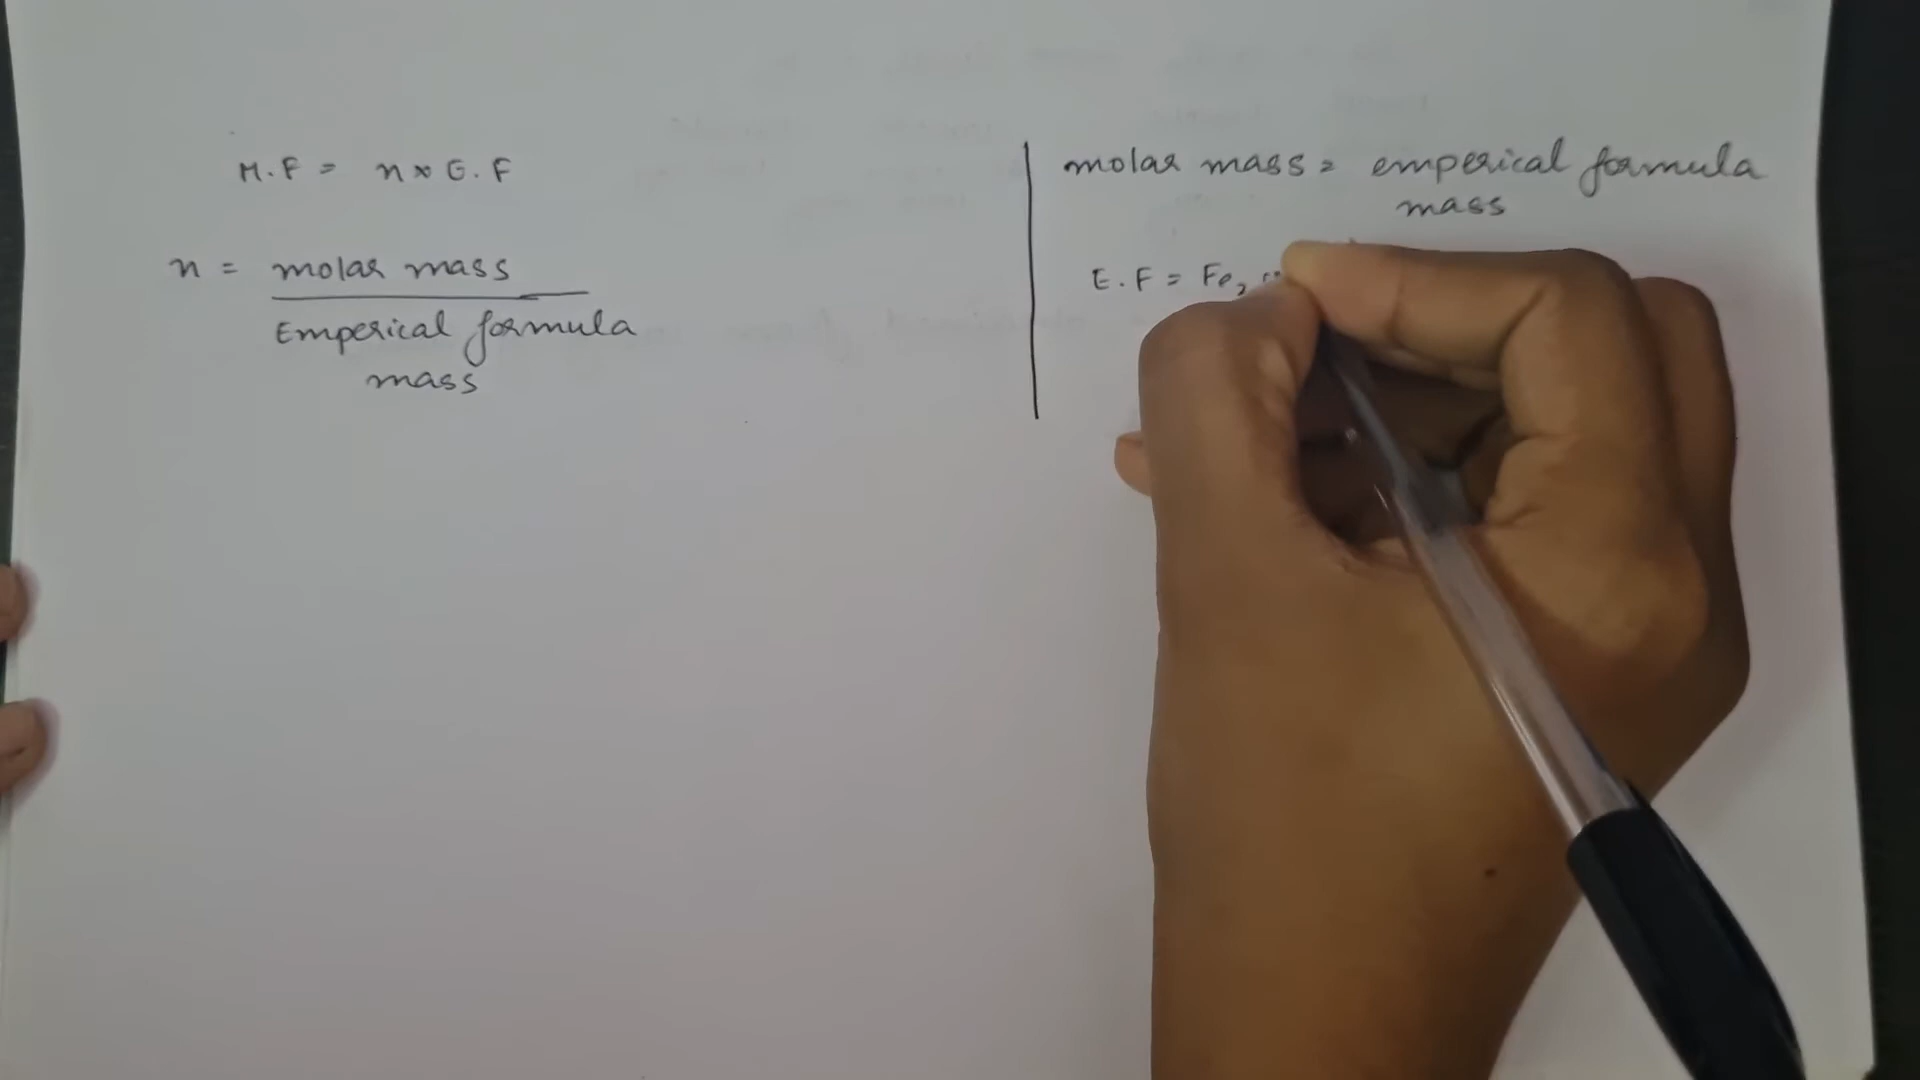 M.F = n × E.F
n = molar mass
Emperical formula
mass
molar mass = emperical formula
mass
E.F = Fe2